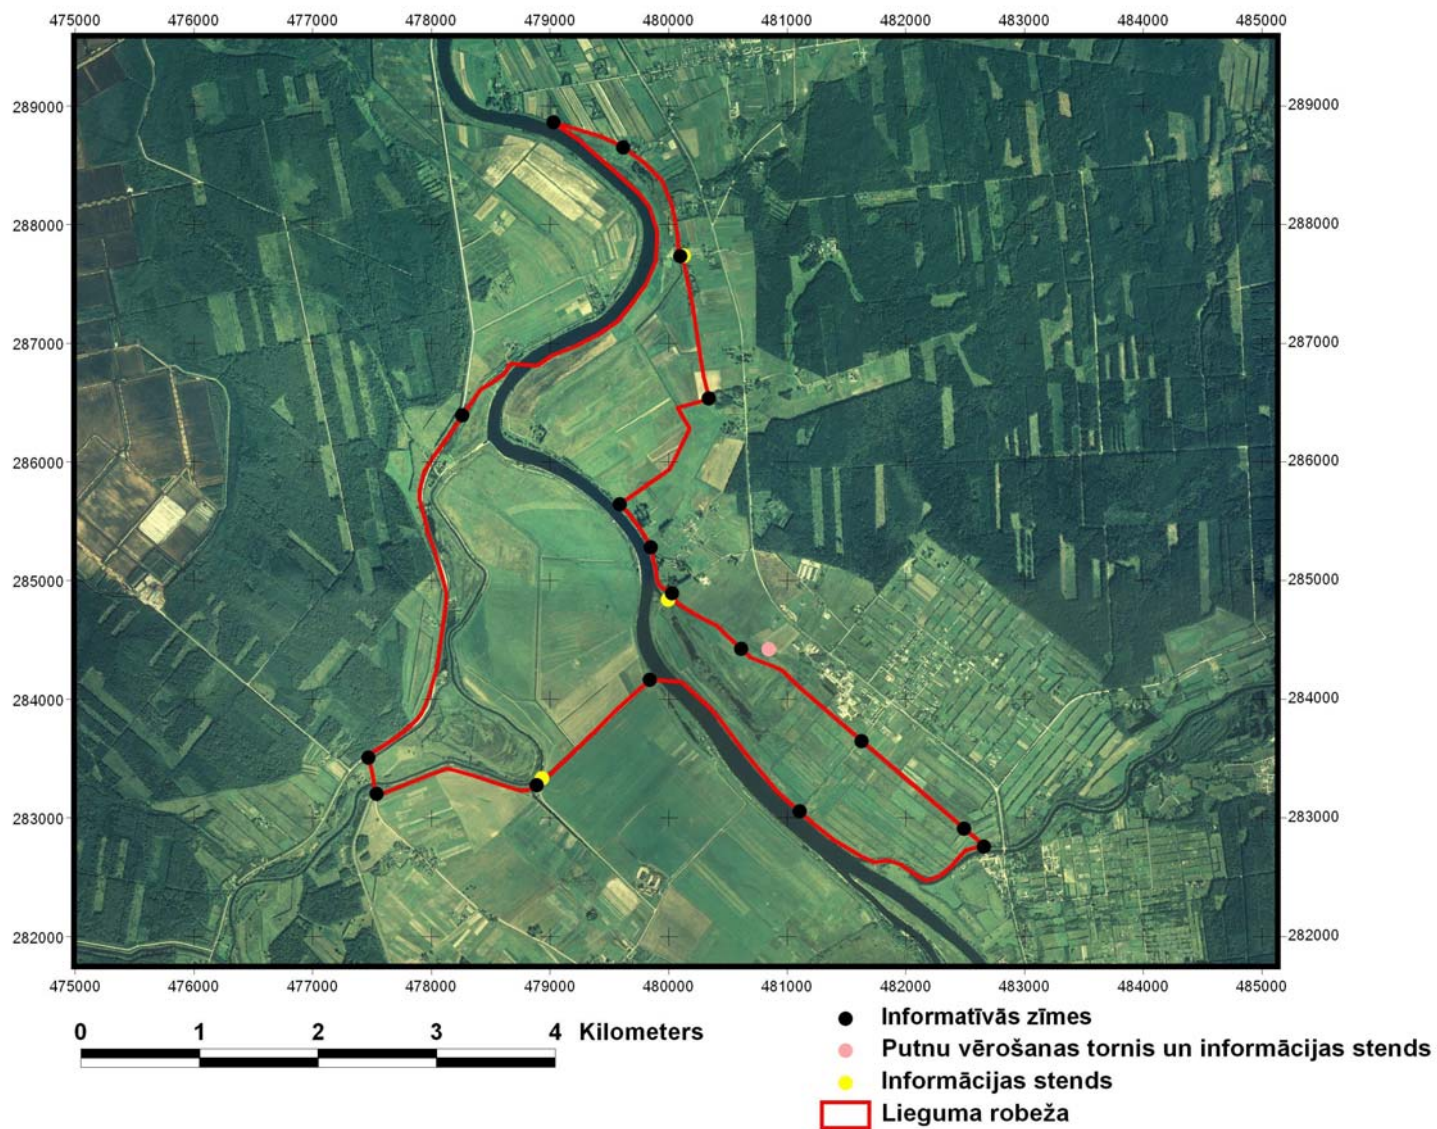 475000 476000 477000 478000 479000 480000 481000 482000 483000 484000 485000
289000 289000
288000 288000
287000 287000
286000 286000
285000 285000
284000 284000
283000 283000
282000 282000
475000 476000 477000 478000 479000 480000 481000 482000 483000 484000 485000
0 1 2 3 4 Kilometers
Informatīvās zīmes
Putnu vērošanas tornis un informācijas stends
Informācijas stends
Lieguma robeža